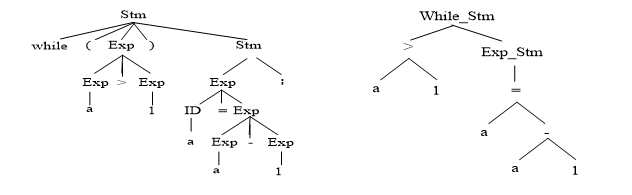 Stm While_Stm
while ( Exp ) Stm > Exp_Stm
Exp > Exp Exp ; a 1 =
a 1 ID = Exp a -
a Exp - Exp a 1
a 1